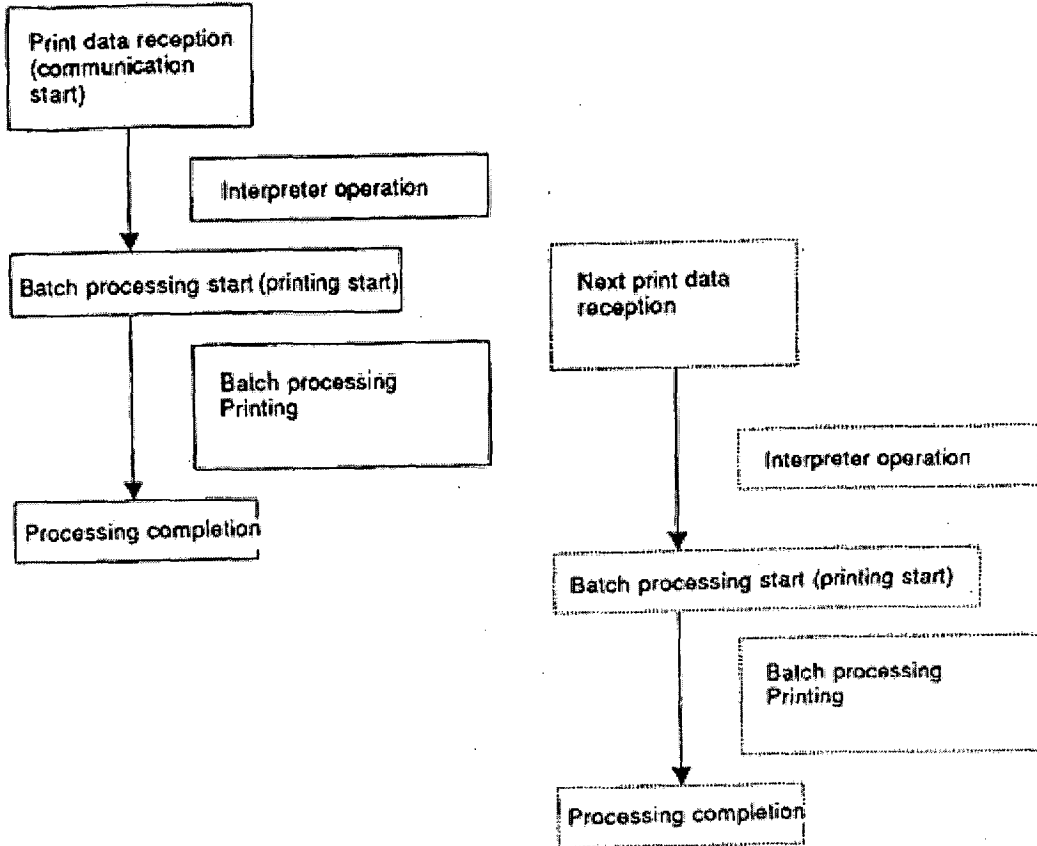 Print data reception
(communication
start)
Interpreter operation
Batch processing start (printing start)
Batch processing
Printing
Processing completion
Next print data
reception
Interpreter operation
Batch processing start (printing start)
Batch processing
Printing
Processing completion